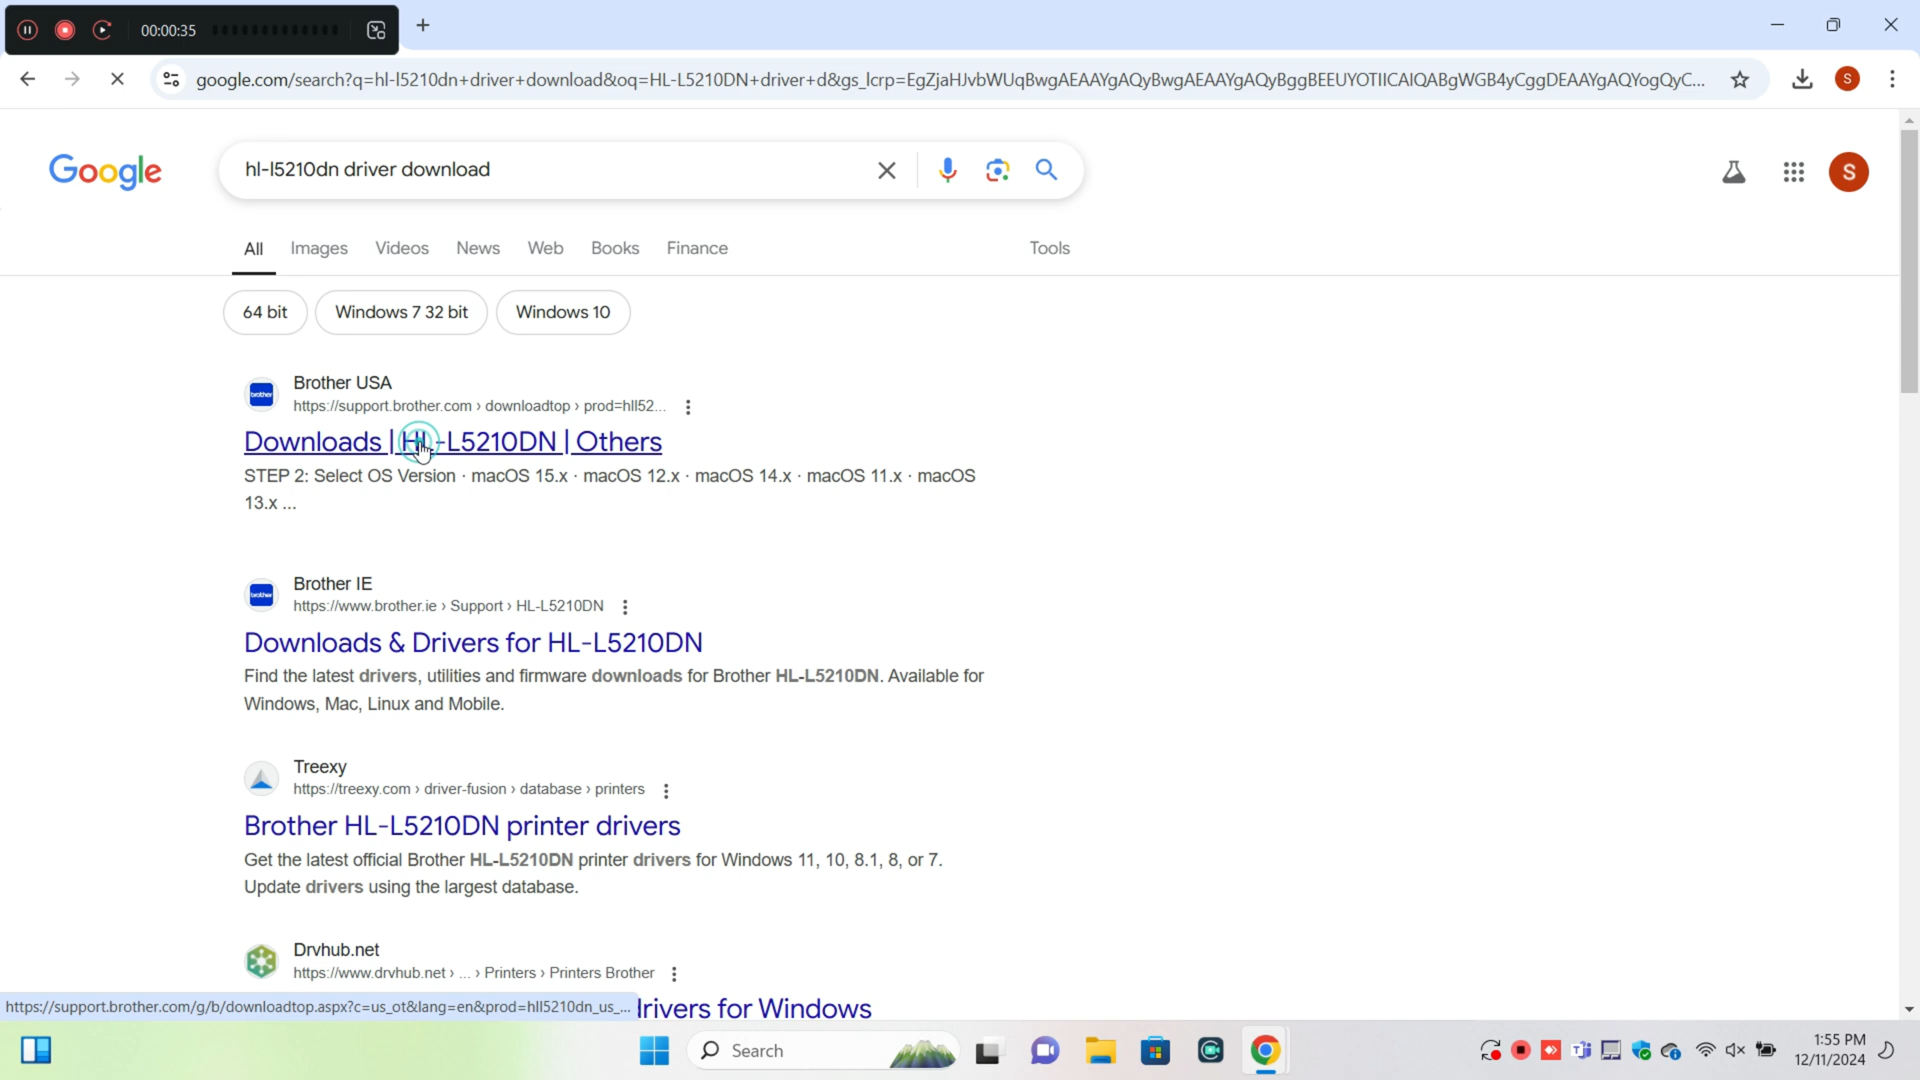 00:00:35
google.com/search?q=hl-l5210dn+driver+download&oq=HL-L5210DN+driver+d&gs_lcrp=EgZjaHJvbWUqBwgAEAAYgAQyBwgAEAAYgAQyBggBEEUYOTIICAIQABgWGB4yCggDEAAYgAQYogQyC...
S
Google
hl-l5210dn driver download
S
All Images Videos News Web Books Finance Tools
64 bit Windows 7 32 bit Windows 10
Brother USA
https://support.brother.com › downloadtop › prod=hll52...
Downloads | HL-L5210DN | Others
STEP 2: Select OS Version · macOS 15.x · macOS 12.x · macOS 14.x · macOS 11.x · macOS
13.x ...
brother
Brother IE
https://www.brother.ie › Support › HL-L5210DN
Downloads & Drivers for HL-L5210DN
Find the latest drivers, utilities and firmware downloads for Brother HL-L5210DN. Available for
Windows, Mac, Linux and Mobile.
brother
Treexy
https://treexy.com › driver-fusion › database › printers
Brother HL-L5210DN printer drivers
Get the latest official Brother HL-L5210DN printer drivers for Windows 11, 10, 8.1, 8, or 7.
Update drivers using the largest database.
Drvhub.net
https://www.drvhub.net › ... › Printers › Printers Brother
drivers for Windows
https://support.brother.com/g/b/downloadtop.aspx?c=us_ot&lang=en&prod=hll5210dn_us_...
Search
1:55 PM
12/11/2024